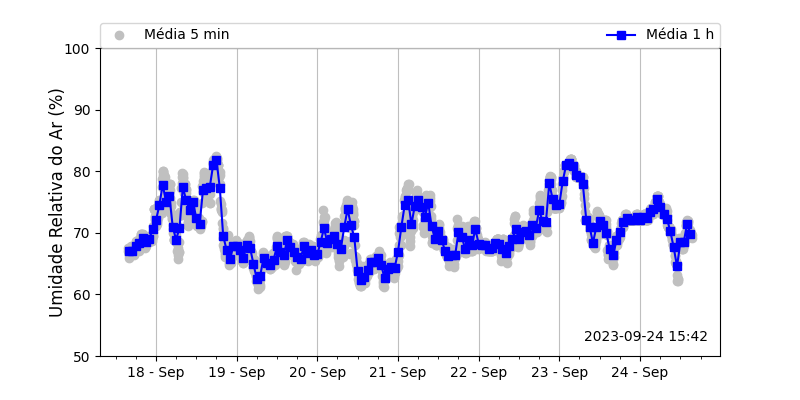 Média 5 min
Média 1 h
Umidade Relativa do Ar (%)
100
90
80
70
60
50
2023-09-24 15:42
18 - Sep
19 - Sep
20 - Sep
21 - Sep
22 - Sep
23 - Sep
24 - Sep